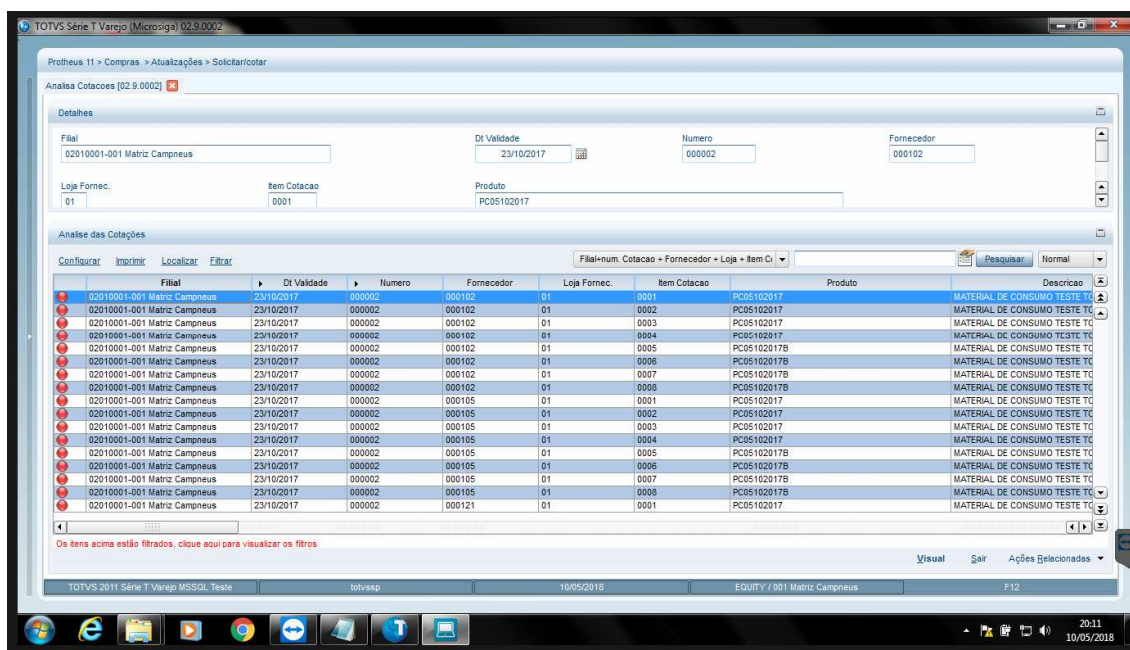 TOTVS Série T Varejo (Microsiga) 02.9.0002
Protheus 11 > Compras > Atualizações > Solicitar/cotar
Analisa Cotacoes [02.9.0002]
Detalhes
Filial Dt Validade Numero Fornecedor
02010001-001 Matriz Campneus 23/10/2017 000002 000102
Loja Fornec. Item Cotacao Produto
01 0001 PC05102017
Analise das Cotações
Configurar Imprimir Localizar Filtrar Filial+num. Cotacao + Fornecedor + Loja + Item C Pesquisar Normal
Filial Dt Validade Numero Fornecedor Loja Fornec. Item Cotacao Produto Descricao
02010001-001 Matriz Campneus 23/10/2017 000002 000102 01 0001 PC05102017 MATERIAL DE CONSUMO TESTE TO
02010001-001 Matriz Campneus 23/10/2017 000002 000102 01 0002 PC05102017 MATERIAL DE CONSUMO TESTE TC
02010001-001 Matriz Campneus 23/10/2017 000002 000102 01 0003 PC05102017 MATERIAL DE CONSUMO TESTE TC
02010001-001 Matriz Campneus 23/10/2017 000002 000102 01 0004 PC05102017 MATERIAL DE CONSUMO TESTE TC
02010001-001 Matriz Campneus 23/10/2017 000002 000102 01 0005 PC05102017B MATERIAL DE CONSUMO TESTE TC
02010001-001 Matriz Campneus 23/10/2017 000002 000102 01 0006 PC05102017B MATERIAL DE CONSUMO TESTE TC
02010001-001 Matriz Campneus 23/10/2017 000002 000102 01 0007 PC05102017B MATERIAL DE CONSUMO TESTE TC
02010001-001 Matriz Campneus 23/10/2017 000002 000102 01 0008 PC05102017B MATERIAL DE CONSUMO TESTE TC
02010001-001 Matriz Campneus 23/10/2017 000002 000105 01 0001 PC05102017 MATERIAL DE CONSUMO TESTE TC
02010001-001 Matriz Campneus 23/10/2017 000002 000105 01 0002 PC05102017 MATERIAL DE CONSUMO TESTE TC
02010001-001 Matriz Campneus 23/10/2017 000002 000105 01 0003 PC05102017 MATERIAL DE CONSUMO TESTE TC
02010001-001 Matriz Campneus 23/10/2017 000002 000105 01 0004 PC05102017 MATERIAL DE CONSUMO TESTE TC
02010001-001 Matriz Campneus 23/10/2017 000002 000105 01 0005 PC05102017B MATERIAL DE CONSUMO TESTE TC
02010001-001 Matriz Campneus 23/10/2017 000002 000105 01 0006 PC05102017B MATERIAL DE CONSUMO TESTE TC
02010001-001 Matriz Campneus 23/10/2017 000002 000105 01 0007 PC05102017B MATERIAL DE CONSUMO TESTE TC
02010001-001 Matriz Campneus 23/10/2017 000002 000105 01 0008 PC05102017B MATERIAL DE CONSUMO TESTE TC
02010001-001 Matriz Campneus 23/10/2017 000002 000121 01 0001 PC05102017 MATERIAL DE CONSUMO TESTE TC
Os itens acima estão filtrados, clique aqui para visualizar os filtros
Visual Sair Ações Relacionadas
TOTVS 2011 Série T Varejo MSSQL Teste totvssp 10/05/2018 EQUITY / 001 Matriz Campneus F12
20:11
10/05/2018